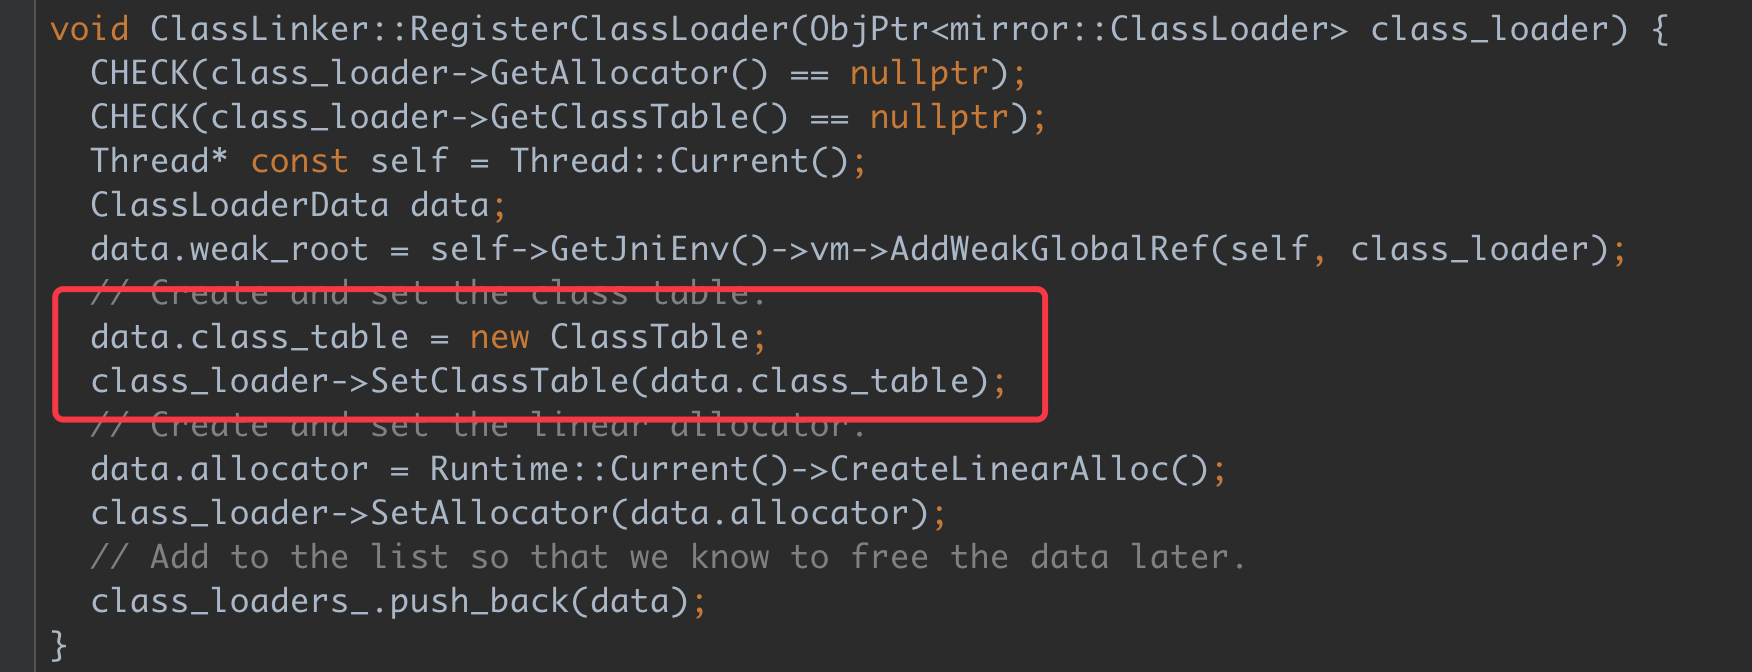 void ClassLinker::RegisterClassLoader(ObjPtr<mirror::ClassLoader> class_loader) {
  CHECK(class_loader->GetAllocator() == nullptr);
  CHECK(class_loader->GetClassTable() == nullptr);
  Thread* const self = Thread::Current();
  ClassLoaderData data;
  data.weak_root = self->GetJniEnv()->vm->AddWeakGlobalRef(self, class_loader);
  // Create and set the class table.
  data.class_table = new ClassTable;
  class_loader->SetClassTable(data.class_table);
  // Create and set the linear allocator.
  data.allocator = Runtime::Current()->CreateLinearAlloc();
  class_loader->SetAllocator(data.allocator);
  // Add to the list so that we know to free the data later.
  class_loaders_.push_back(data);
}